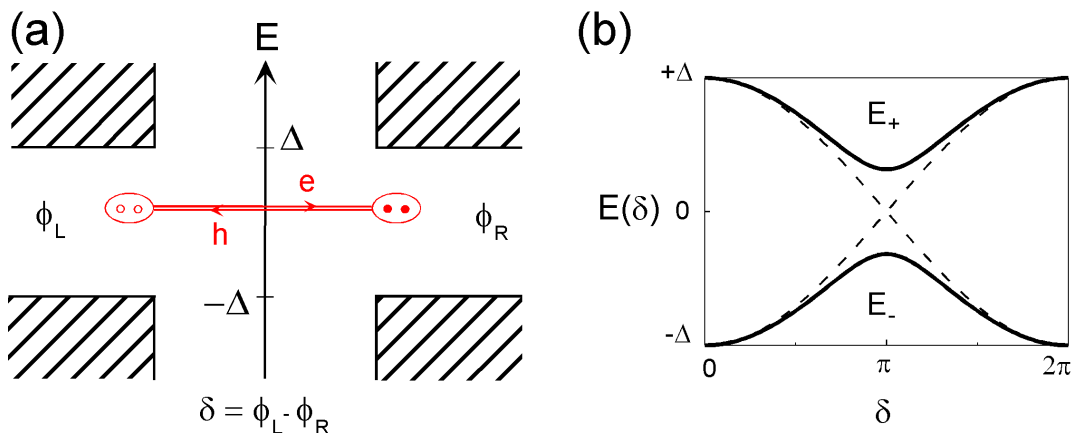 (a)
E
Δ
e
h
ϕL
ϕR
−Δ
δ = ϕL- ϕR
(b)
+Δ
E+
E(δ)
0
E-
-Δ
0
π
2π
δ